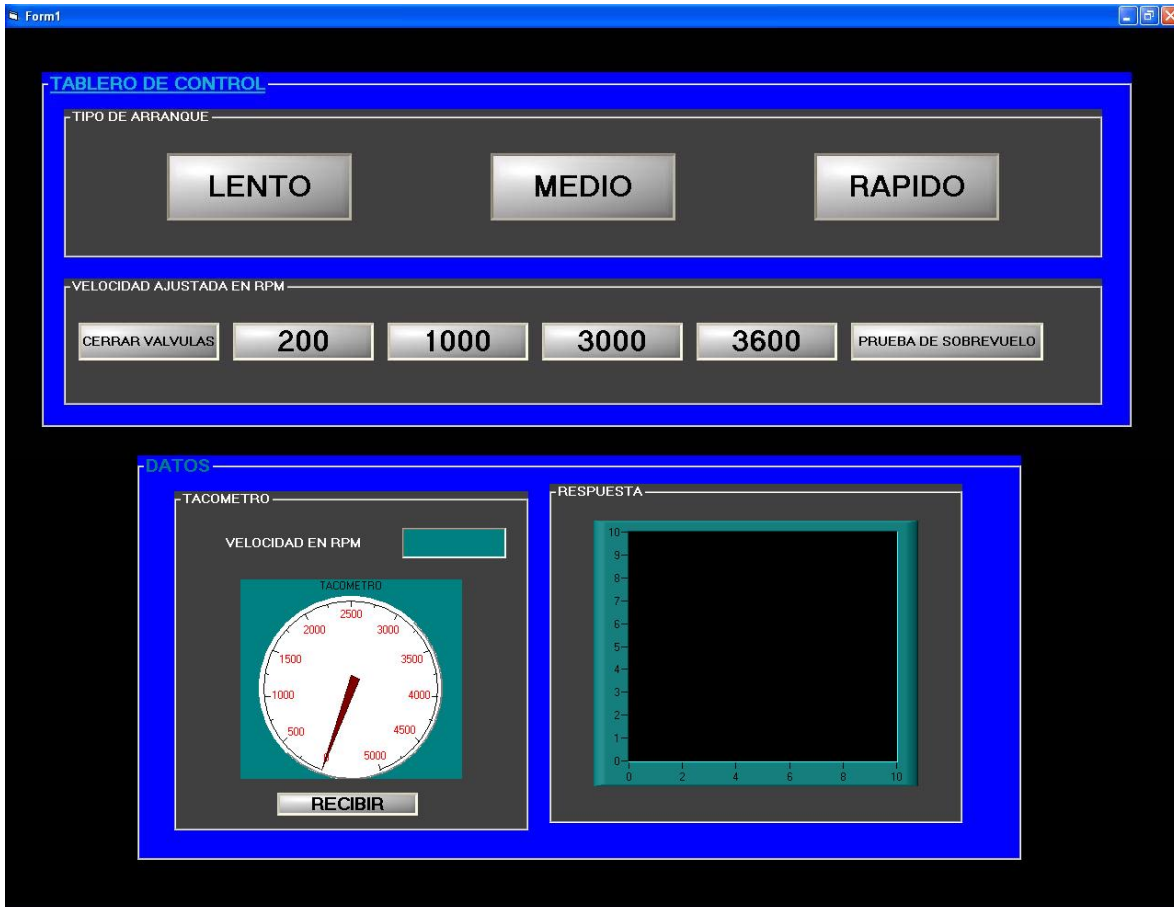 Form1
TABLERO DE CONTROL
TIPO DE ARRANQUE
LENTO MEDIO RAPIDO
VELOCIDAD AJUSTADA EN RPM
CERRAR VALVULAS 200 1000 3000 3600 PRUEBA DE SOBREVUELO
DATOS
TACOMETRO
VELOCIDAD EN RPM
TACOMETRO
2500
2000 3000
1500 3500
1000 4000
500 4500
0 5000
RECIBIR
RESPUESTA
10
9
8
7
6
5
4
3
2
1
0
0 2 4 6 8 10